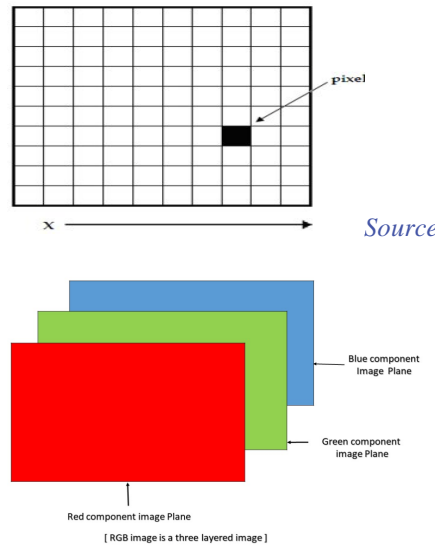 pixel
x
Source
Blue component
Image Plane
Green component
image Plane
Red component image Plane
[ RGB image is a three layered image ]